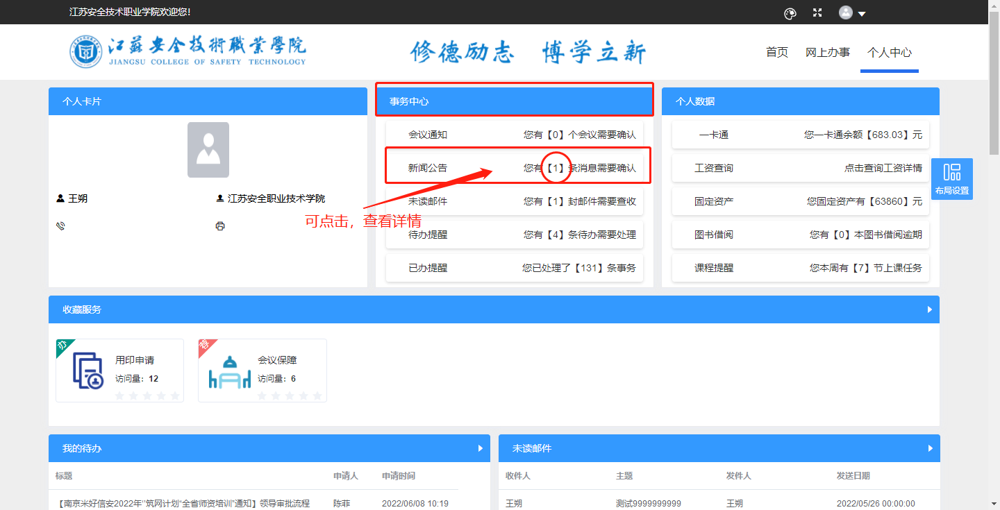 江苏安全技术职业学院欢迎您!
江苏安全技術職業學院
JIANGSU COLLEGE OF SAFETY TECHNOLOGY
修德励志 博学立新
首页 网上办事 个人中心
个人卡片
王朔
江苏安全职业技术学院
事务中心
会议通知 您有【0】个会议需要确认
新闻公告 您有【1】条消息需要确认
未读邮件 您有【1】封邮件需要查收
可点击，查看详情
待办提醒 您有【4】条待办需要处理
已办提醒 您已处理了【131】条事务
个人数据
一卡通 您一卡通余额【683.03】元
工资查询 点击查询工资详情
固定资产 您固定资产有【63860】元
图书借阅 您有【0】本图书借阅逾期
课程提醒 您本周有【7】节上课任务
布局设置
收藏服务
办
用印申请
访问量：12
荐
会议保障
访问量：6
我的待办
标题 申请人 申请时间
【南京米好信安2022年"筑网计划"全省师资培训"通知】领导审批流程 陈菲 2022/06/08 10:19
未读邮件
收件人 主题 发件人 发送日期
王朔 测试9999999999 王朔 2022/05/26 00:00:00